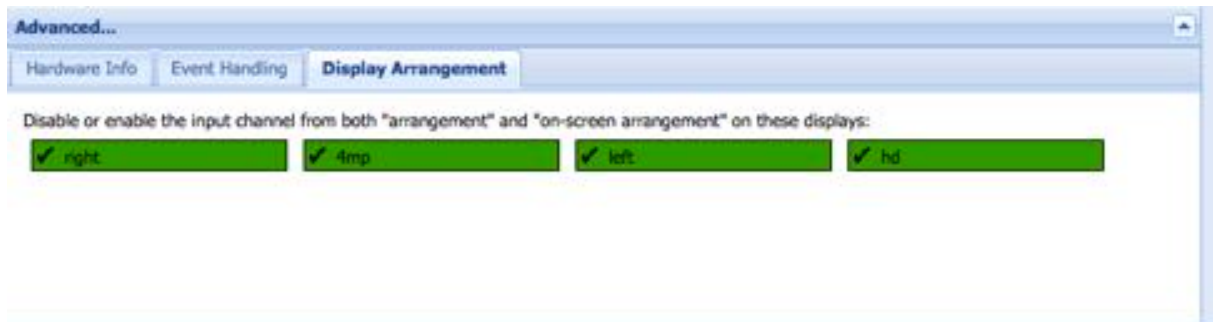 Advanced...
Hardware Info Event Handling Display Arrangement
Disable or enable the input channel from both "arrangement" and "on-screen arrangement" on these displays:
right 4mp left hd